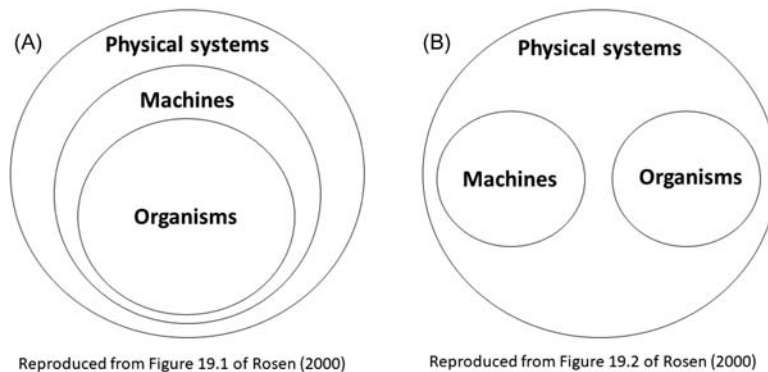 (A)
Physical systems
Machines
Organisms
Reproduced from Figure 19.1 of Rosen (2000)
(B)
Physical systems
Machines
Organisms
Reproduced from Figure 19.2 of Rosen (2000)